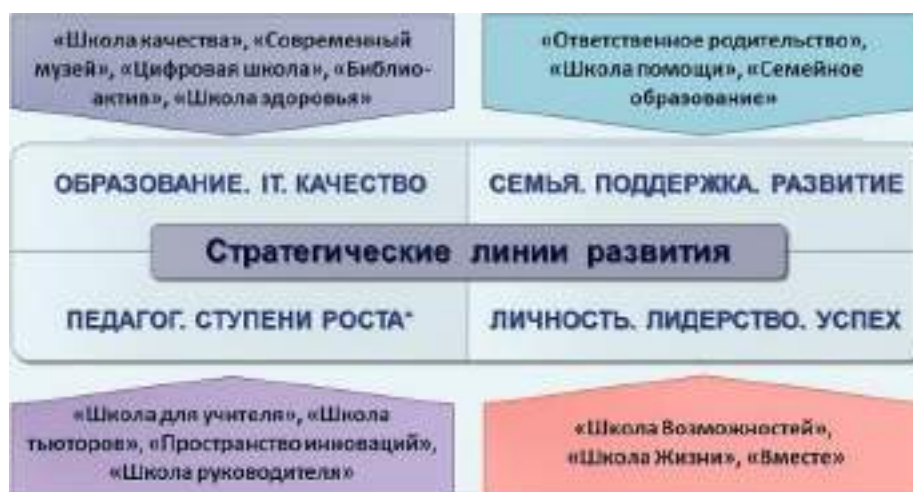 «Школа качества», «Современный
музей», «Цифровая школа», «Библио-
актив», «Школа здоровья»
«Ответственное родительство»,
«Школа помощи», «Семейное
образование»
ОБРАЗОВАНИЕ. IT. КАЧЕСТВО
СЕМЬЯ. ПОДДЕРЖКА. РАЗВИТИЕ
Стратегические линии развития
ПЕДАГОГ. СТУПЕНИ РОСТА*
ЛИЧНОСТЬ. ЛИДЕРСТВО. УСПЕХ
«Школа для учителя», «Школа
тьюторов», «Пространство инноваций»,
«Школа руководителя»
«Школа Возможностей»,
«Школа Жизни», «Вместе»